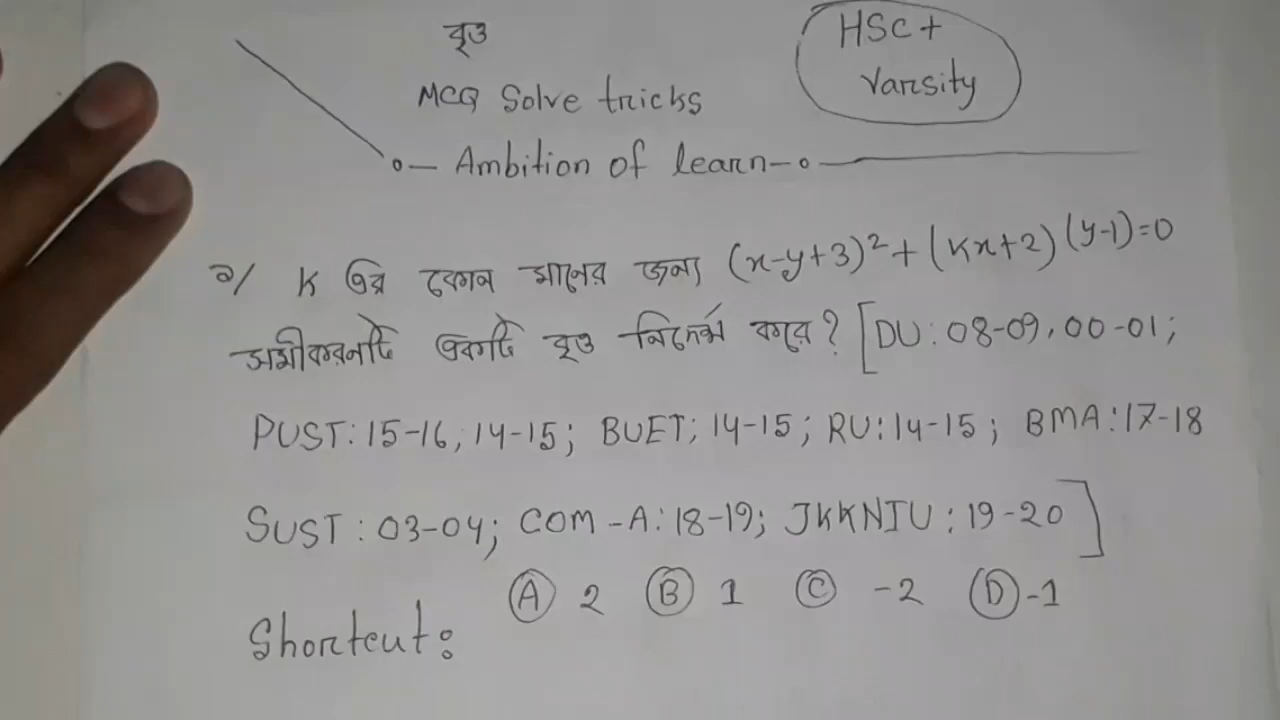 বৃত্ত
MCQ Solve tricks
HSC +
Varsity
Ambition of learn
০/ K এর কোন মানের জন্য (x-y+3)² + (Kx+2) (y-1)=0
সমীকরনটি একটি বৃত্ত নির্দেশ করে? [DU: 08-09, 00-01;
PUST: 15-16, 14-15; BUET; 14-15; RU: 14-15; BMA: 17-18
SUST: 03-04; COM-A: 18-19; JKKNIU: 19-20]
Ⓐ 2 Ⓑ 1 Ⓒ -2 Ⓓ -1
Shortcut: